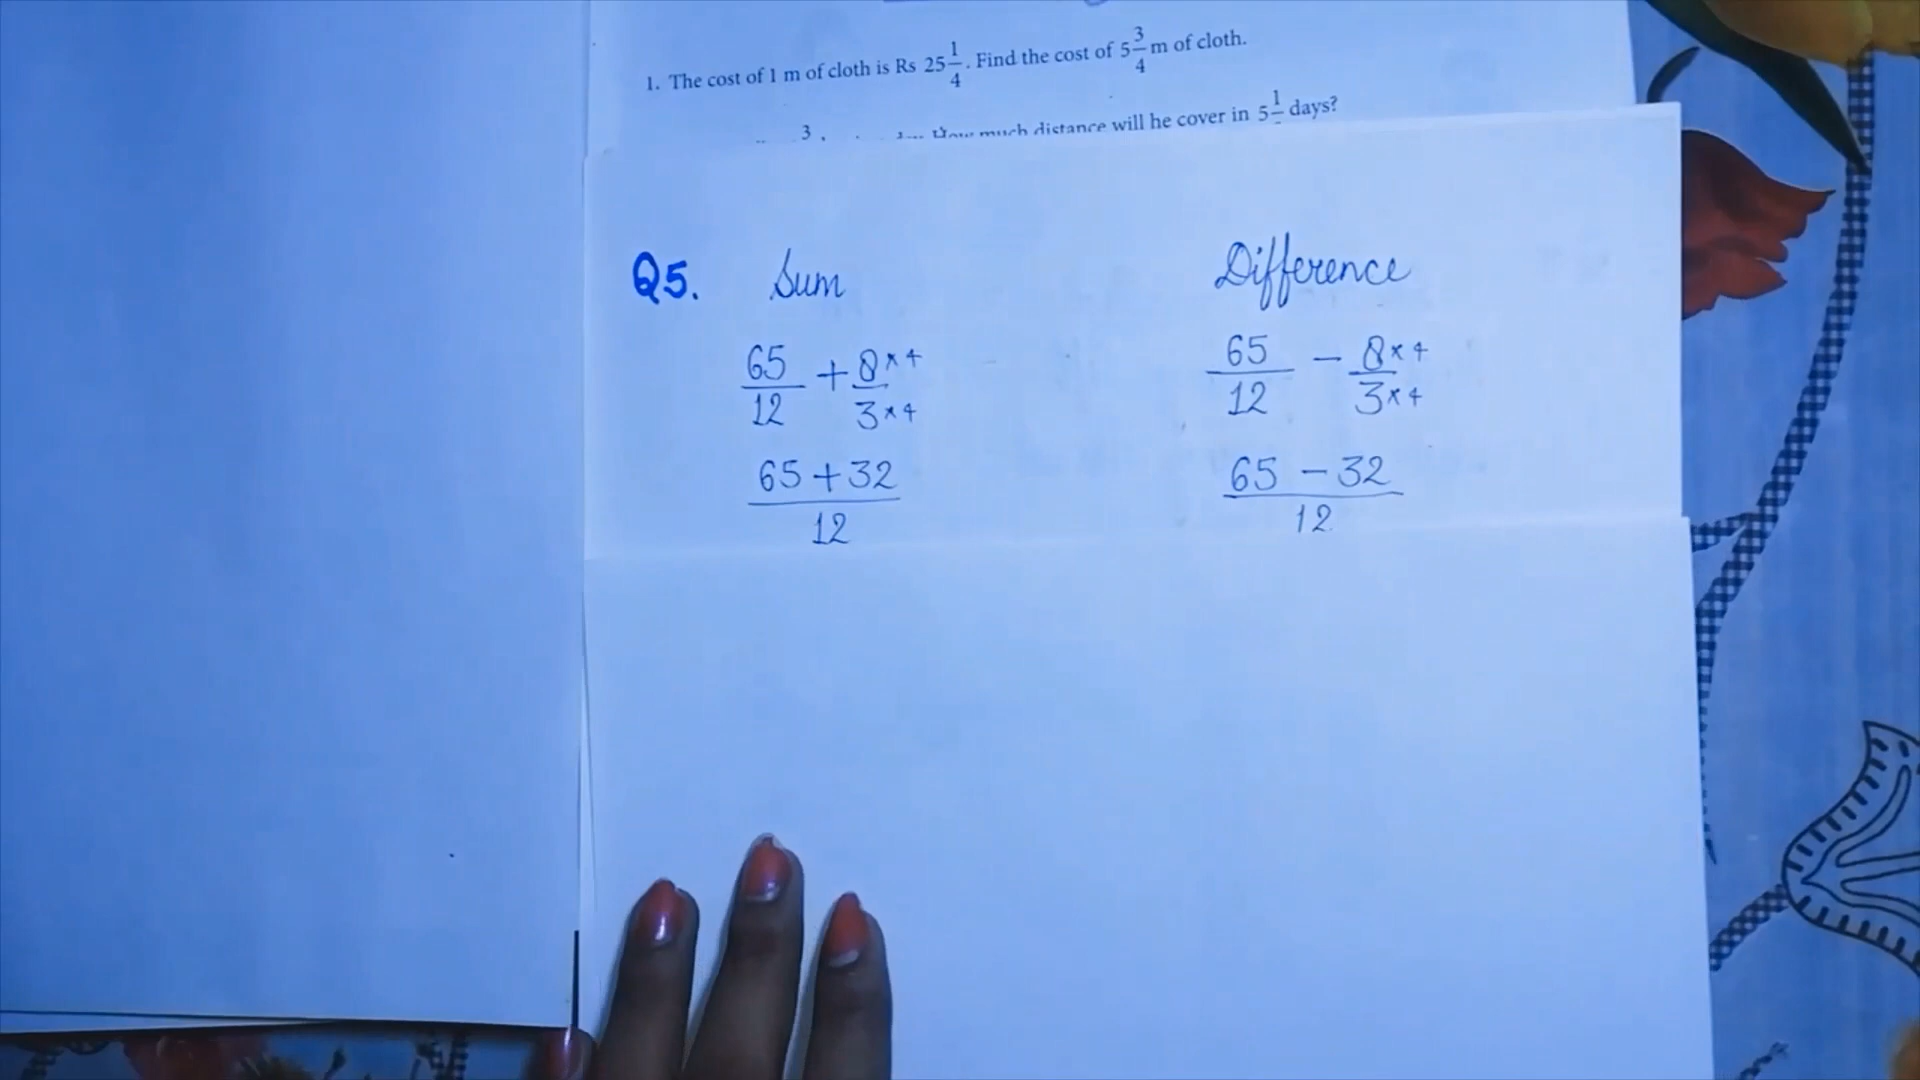 1. The cost of 1 m of cloth is Rs 25 1/4. Find the cost of 5 3/4 m of cloth.
3 much distance will he cover in 5 1 days?
Q5. Sum Difference
65/12 + 8×4/3×4 65/12 − 8×4/3×4
65+32/12 65−32/12